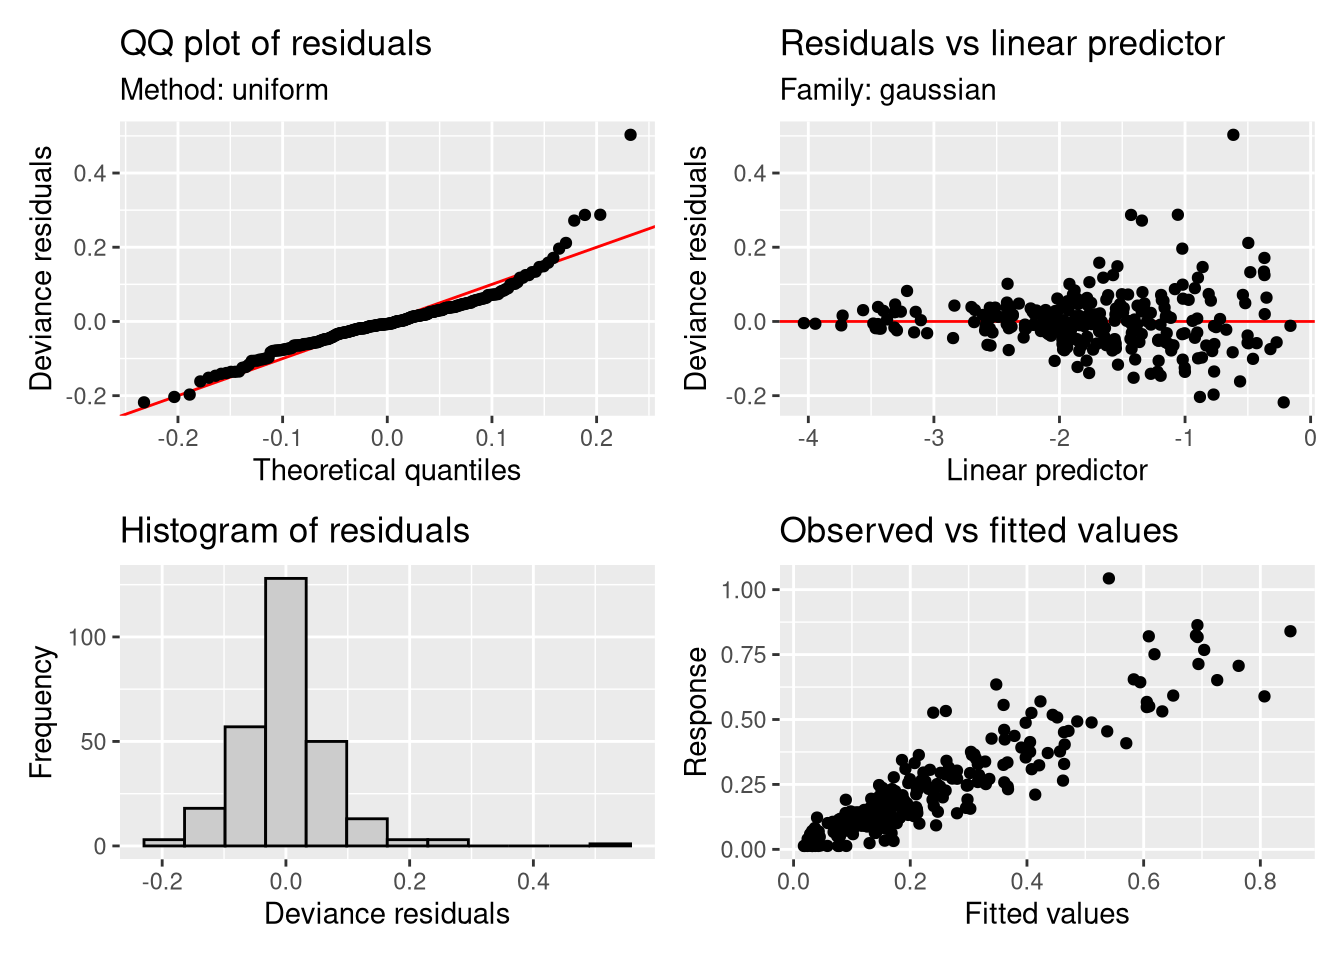 QQ plot of residuals
Method: uniform
Deviance residuals
0.4
0.2
0.0
-0.2
-0.2 -0.1 0.0 0.1 0.2
Theoretical quantiles
Residuals vs linear predictor
Family: gaussian
Deviance residuals
0.4
0.2
0.0
-0.2
-4 -3 -2 -1 0
Linear predictor
Histogram of residuals
Frequency
100
50
0
-0.2 0.0 0.2 0.4
Deviance residuals
Observed vs fitted values
Response
1.00
0.75
0.50
0.25
0.00
0.0 0.2 0.4 0.6 0.8
Fitted values